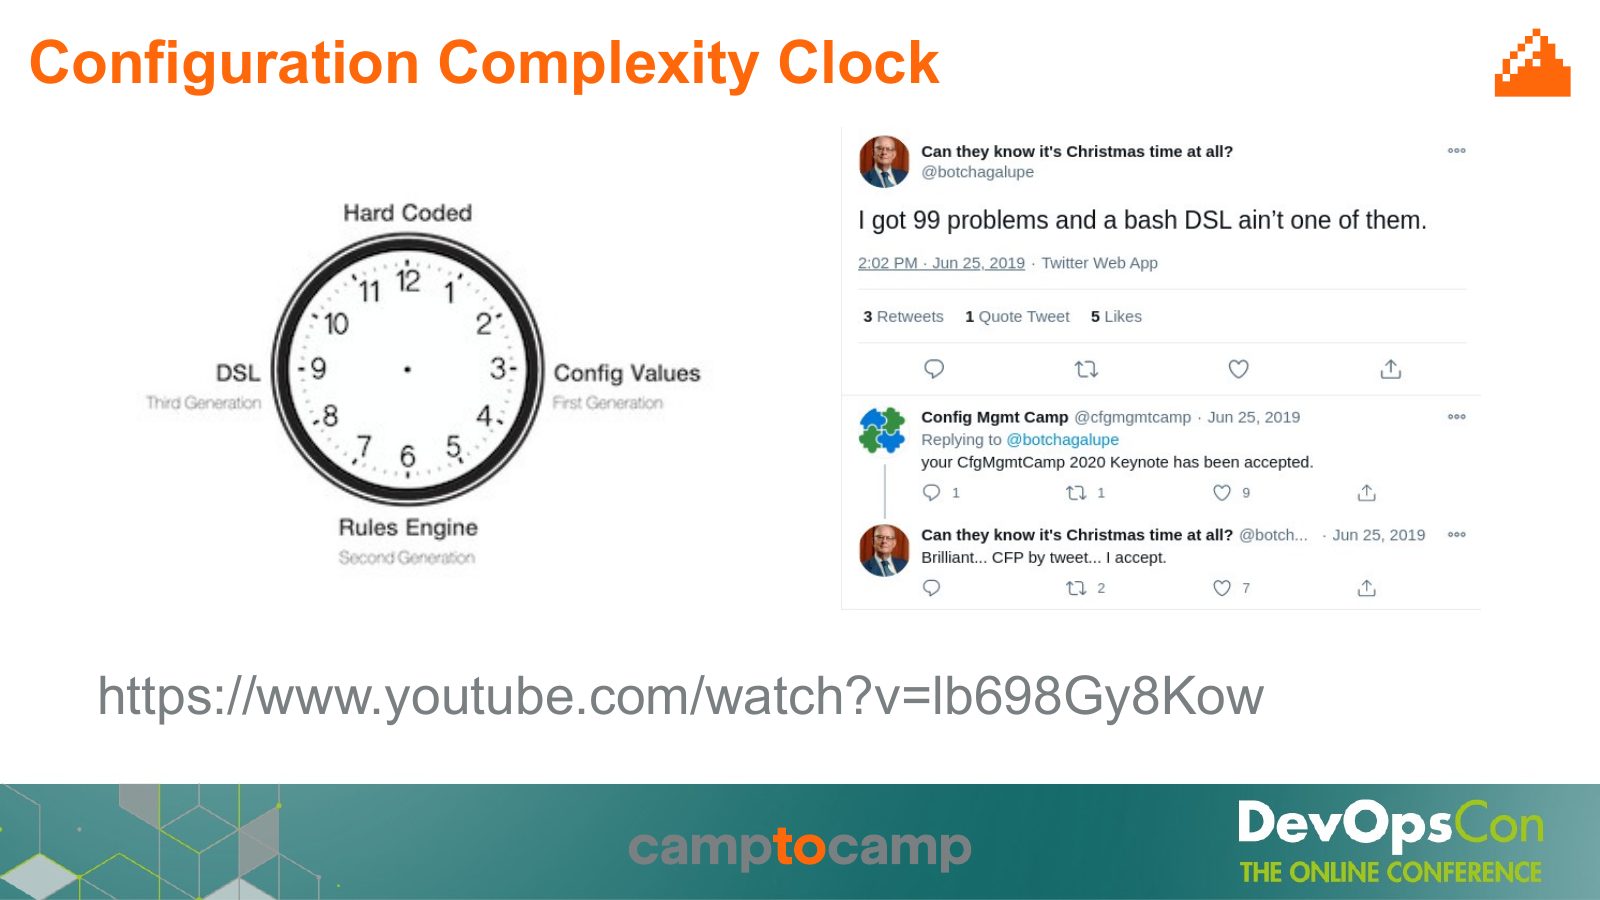 Configuration Complexity Clock
Hard Coded
12
11
1
10
2
DSL
9
3
Config Values
Third Generation
First Generation
8
4
7
5
6
Rules Engine
Second Generation
Can they know it's Christmas time at all?
@botchagalupe
I got 99 problems and a bash DSL ain’t one of them.
2:02 PM · Jun 25, 2019 · Twitter Web App
3 Retweets 1 Quote Tweet 5 Likes
Config Mgmt Camp @cfgmgmtcamp · Jun 25, 2019
Replying to @botchagalupe
your CfgMgmtCamp 2020 Keynote has been accepted.
1 1 9
Can they know it's Christmas time at all? @botch... · Jun 25, 2019
Brilliant... CFP by tweet... I accept.
2 7
https://www.youtube.com/watch?v=lb698Gy8Kow
camptocamp
DevOpsCon
THE ONLINE CONFERENCE